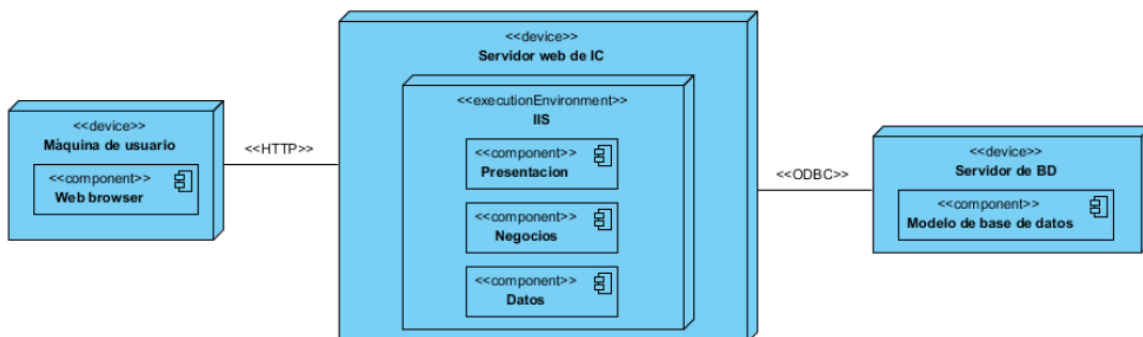 <<device>>
Máquina de usuario
<<component>>
Web browser
<<HTTP>>
<<device>>
Servidor web de IC
<<executionEnvironment>>
IIS
<<component>>
Presentacion
<<component>>
Negocios
<<component>>
Datos
<<ODBC>>
<<device>>
Servidor de BD
<<component>>
Modelo de base de datos